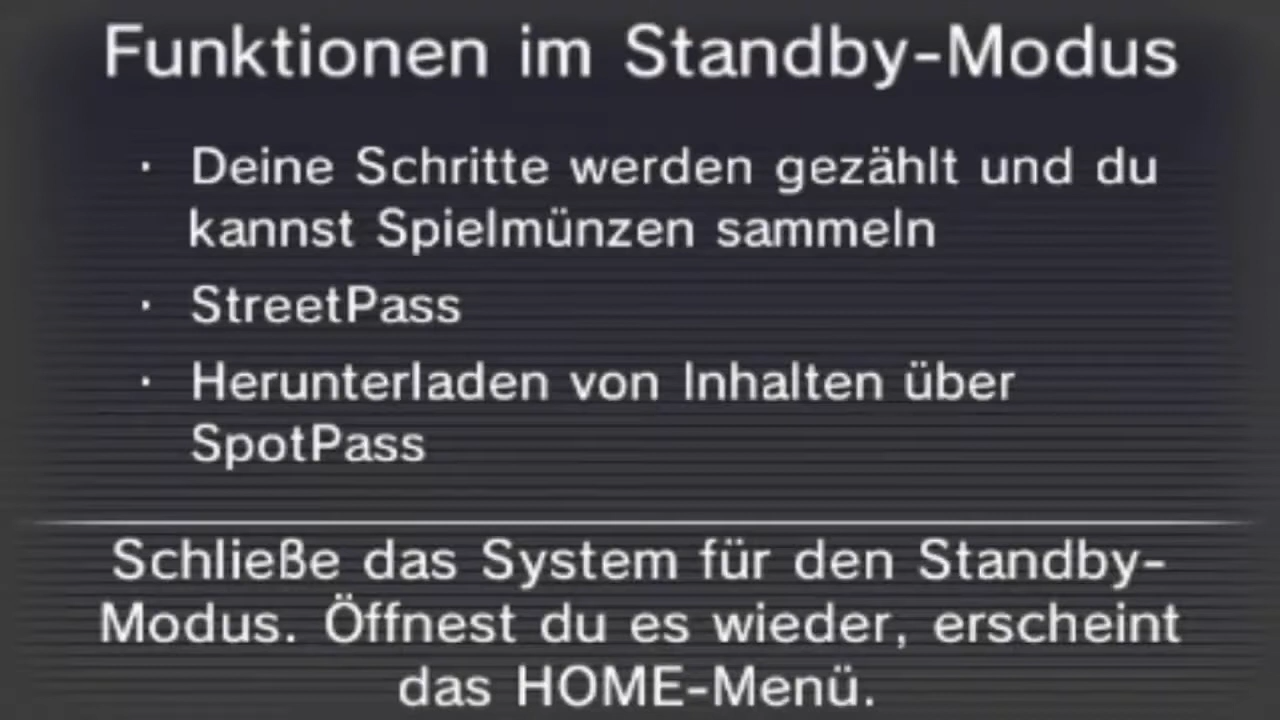 Funktionen im Standby-Modus
· Deine Schritte werden gezählt und du
kannst Spielmünzen sammeln
· StreetPass
· Herunterladen von Inhalten über
SpotPass
Schließe das System für den Standby-
Modus. Öffnest du es wieder, erscheint
das HOME-Menü.